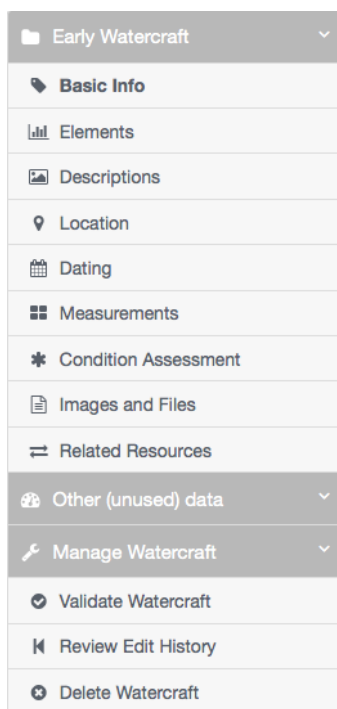 Early Watercraft
Basic Info
Elements
Descriptions
Location
Dating
Measurements
Condition Assessment
Images and Files
Related Resources
Other (unused) data
Manage Watercraft
Validate Watercraft
Review Edit History
Delete Watercraft